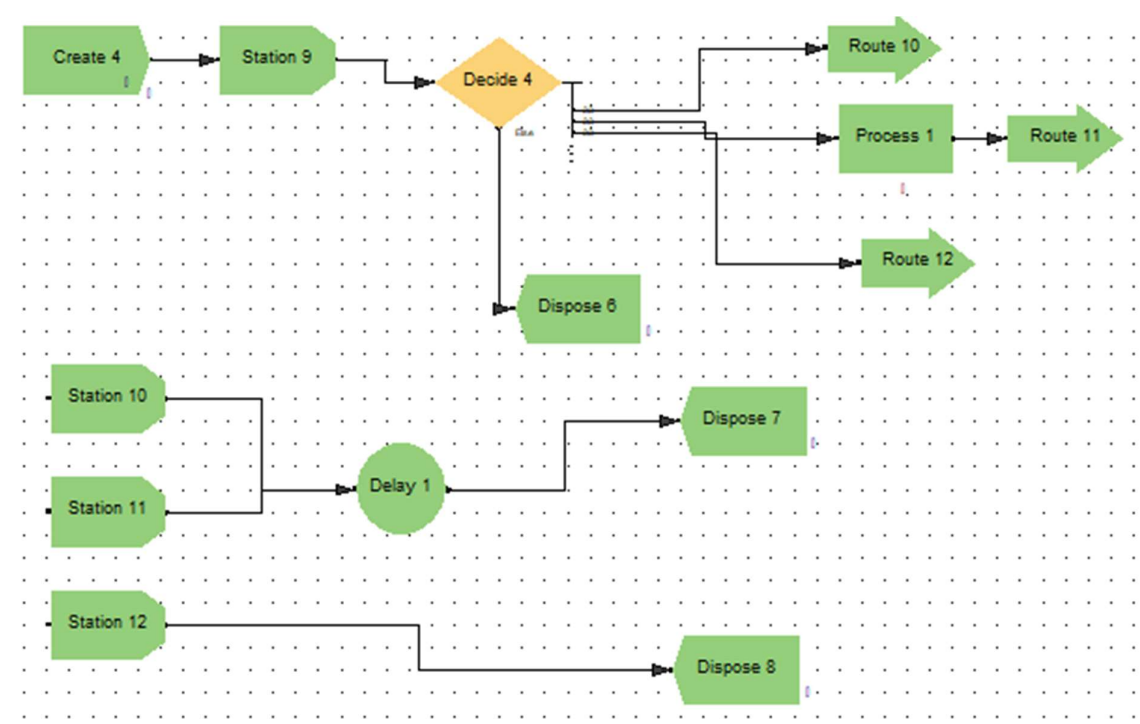 Create 4
Station 9
Decide 4
Route 10
Process 1
Route 11
Route 12
Dispose 6
Station 10
Dispose 7
Delay 1
Station 11
Station 12
Dispose 8